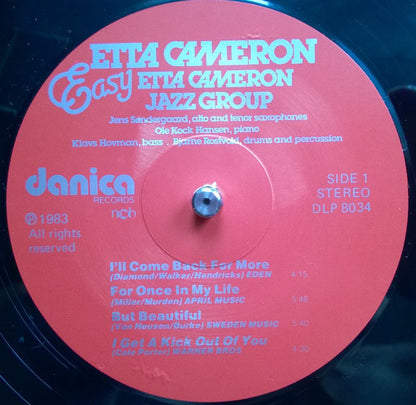 ETTA CAMERON
Easy ETTA CAMERON
JAZZ GROUP
Jens Søndergaard, alto and tenor saxophones
Ole Kock Hansen, piano
Klavs Hovman, bass . Bjarne Rostvold, drums and percussion
danica
RECORDS
ncb
SIDE 1
STEREO
DLP 8034
℗ 1983
All rights
reserved
I'll Come Back For More
(Diamond/Walker/Hendricks) EDEN 4:15
For Once In My Life
(Miller/Murden) APRIL MUSIC 5:48
But Beautiful
(Van Heusen/Burke) SWEDEN MUSIC 5:40
I Get A Kick Out Of You
(Cole Porter) WARNER BROS 4:30